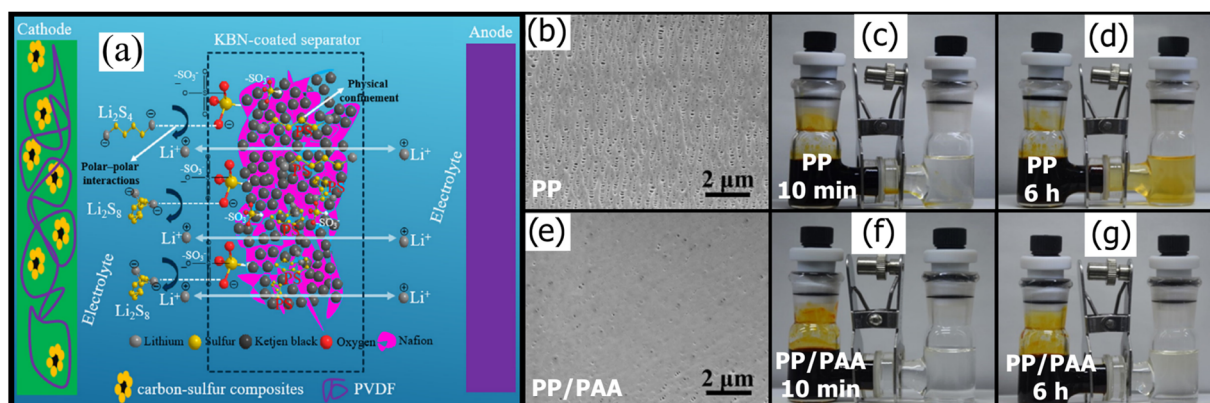 Cathode
(a)
KBN-coated separator
Anode
-SO₃⁻
-SO₃⁻
Physical
confinement
Li₂S₄
Li⁺
Li⁺
Polar–polar
interactions
-SO₃⁻
Li₂S₈
-SO₃⁻
-SO₃⁻
Electrolyte
Li⁺
Li⁺
-SO₃⁻
Electrolyte
Li₂S₈
Li⁺
Li⁺
Lithium
Sulfur
Ketjen black
Oxygen
Nafion
carbon-sulfur composites
PVDF
(b)
PP
2 μm
(c)
PP
10 min
(d)
PP
6 h
(e)
PP/PAA
2 μm
(f)
PP/PAA
10 min
(g)
PP/PAA
6 h